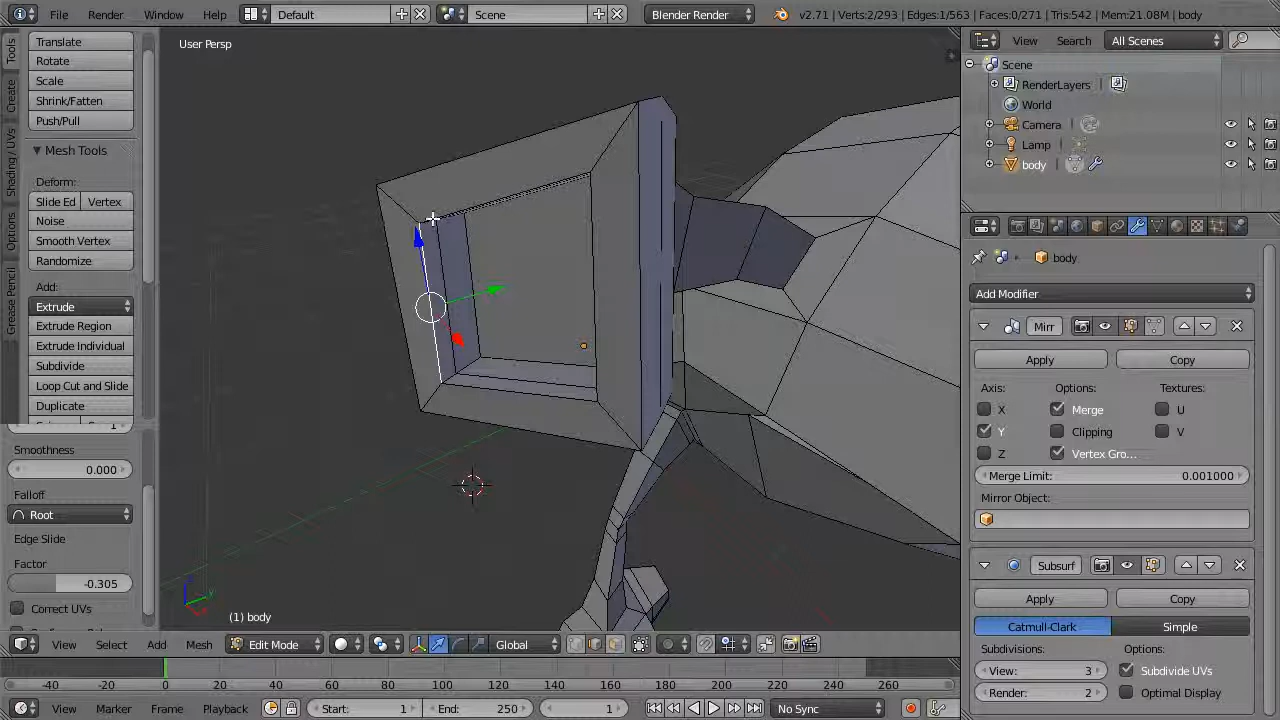 File Render Window Help Default Scene Blender Render v2.71 | Verts:2/293 | Edges:1/563 | Faces:0/271 | Tris:542 | Mem:21.08M | body
Tools
Create
Shading / UVs
Options
Grease Pencil
Translate
Rotate
Scale
Shrink/Fatten
Push/Pull
Mesh Tools
Deform:
Slide Ed Vertex
Noise
Smooth Vertex
Randomize
Add:
Extrude
Extrude Region
Extrude Individual
Subdivide
Loop Cut and Slide
Duplicate
Smoothness
0.000
Falloff
Root
Edge Slide
Factor
-0.305
Correct UVs
User Persp
(1) body
View Select Add Mesh Edit Mode Global
-40 -20 0 20 40 60 80 100 120 140 160 180 200 220 240 260
View Marker Frame Playback Start: 1 End: 250 1 No Sync
View Search All Scenes
Scene
RenderLayers
World
Camera
Lamp
body
body
Add Modifier
Mirr
Apply Copy
Axis: Options: Textures:
X Merge U
Y Clipping V
Z Vertex Gro...
Merge Limit: 0.001000
Mirror Object:
Subsurf
Apply Copy
Catmull-Clark Simple
Subdivisions: Options:
View: 3 Subdivide UVs
Render: 2 Optimal Display